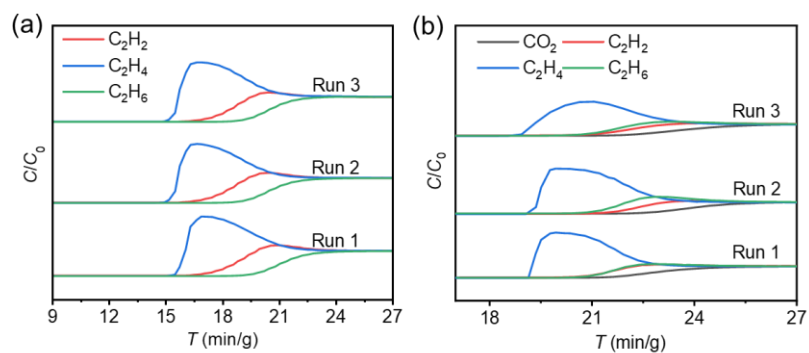 (a)
C₂H₂
C₂H₄
C₂H₆
Run 3
Run 2
Run 1
C/C₀
9 12 15 18 21 24 27
T (min/g)
(b)
CO₂ C₂H₂
C₂H₄ C₂H₆
Run 3
Run 2
Run 1
C/C₀
18 21 24 27
T (min/g)